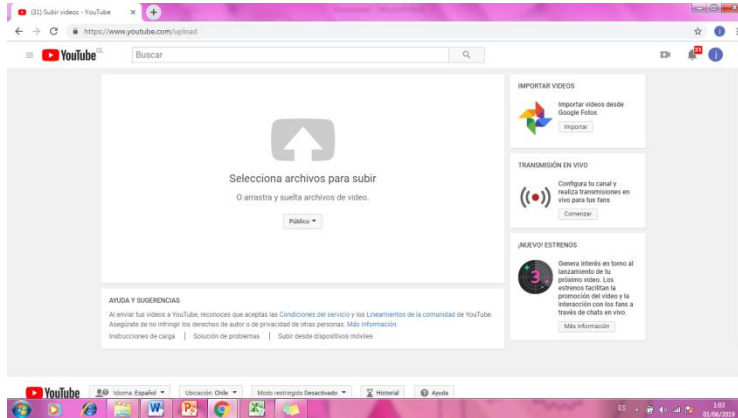 (31) Subir videos - YouTube
https://www.youtube.com/upload
YouTube CL
Buscar
21
Selecciona archivos para subir
O arrastra y suelta archivos de video.
Público
IMPORTAR VIDEOS
Importar videos desde
Google Fotos
Importar
TRANSMISIÓN EN VIVO
Configura tu canal y
realiza transmisiones en
vivo para tus fans
Comenzar
¡NUEVO! ESTRENOS
3
Genera interés en torno al
lanzamiento de tu
próximo video. Los
estrenos facilitan la
promoción del video y la
interacción con los fans a
través de chats en vivo.
Más información
AYUDA Y SUGERENCIAS
Al enviar tus videos a YouTube, reconoces que aceptas las Condiciones del servicio y los Lineamientos de la comunidad de YouTube.
Asegúrate de no infringir los derechos de autor o de privacidad de otras personas. Más información
Instrucciones de carga | Solución de problemas | Subir desde dispositivos móviles
YouTube Idioma: Español Ubicación: Chile Modo restringido: Desactivado Historial Ayuda
ES
1:03
01/06/2019